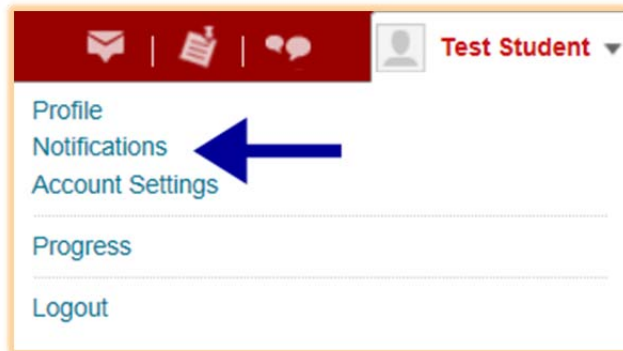 Test Student
Profile
Notifications
Account Settings
Progress
Logout